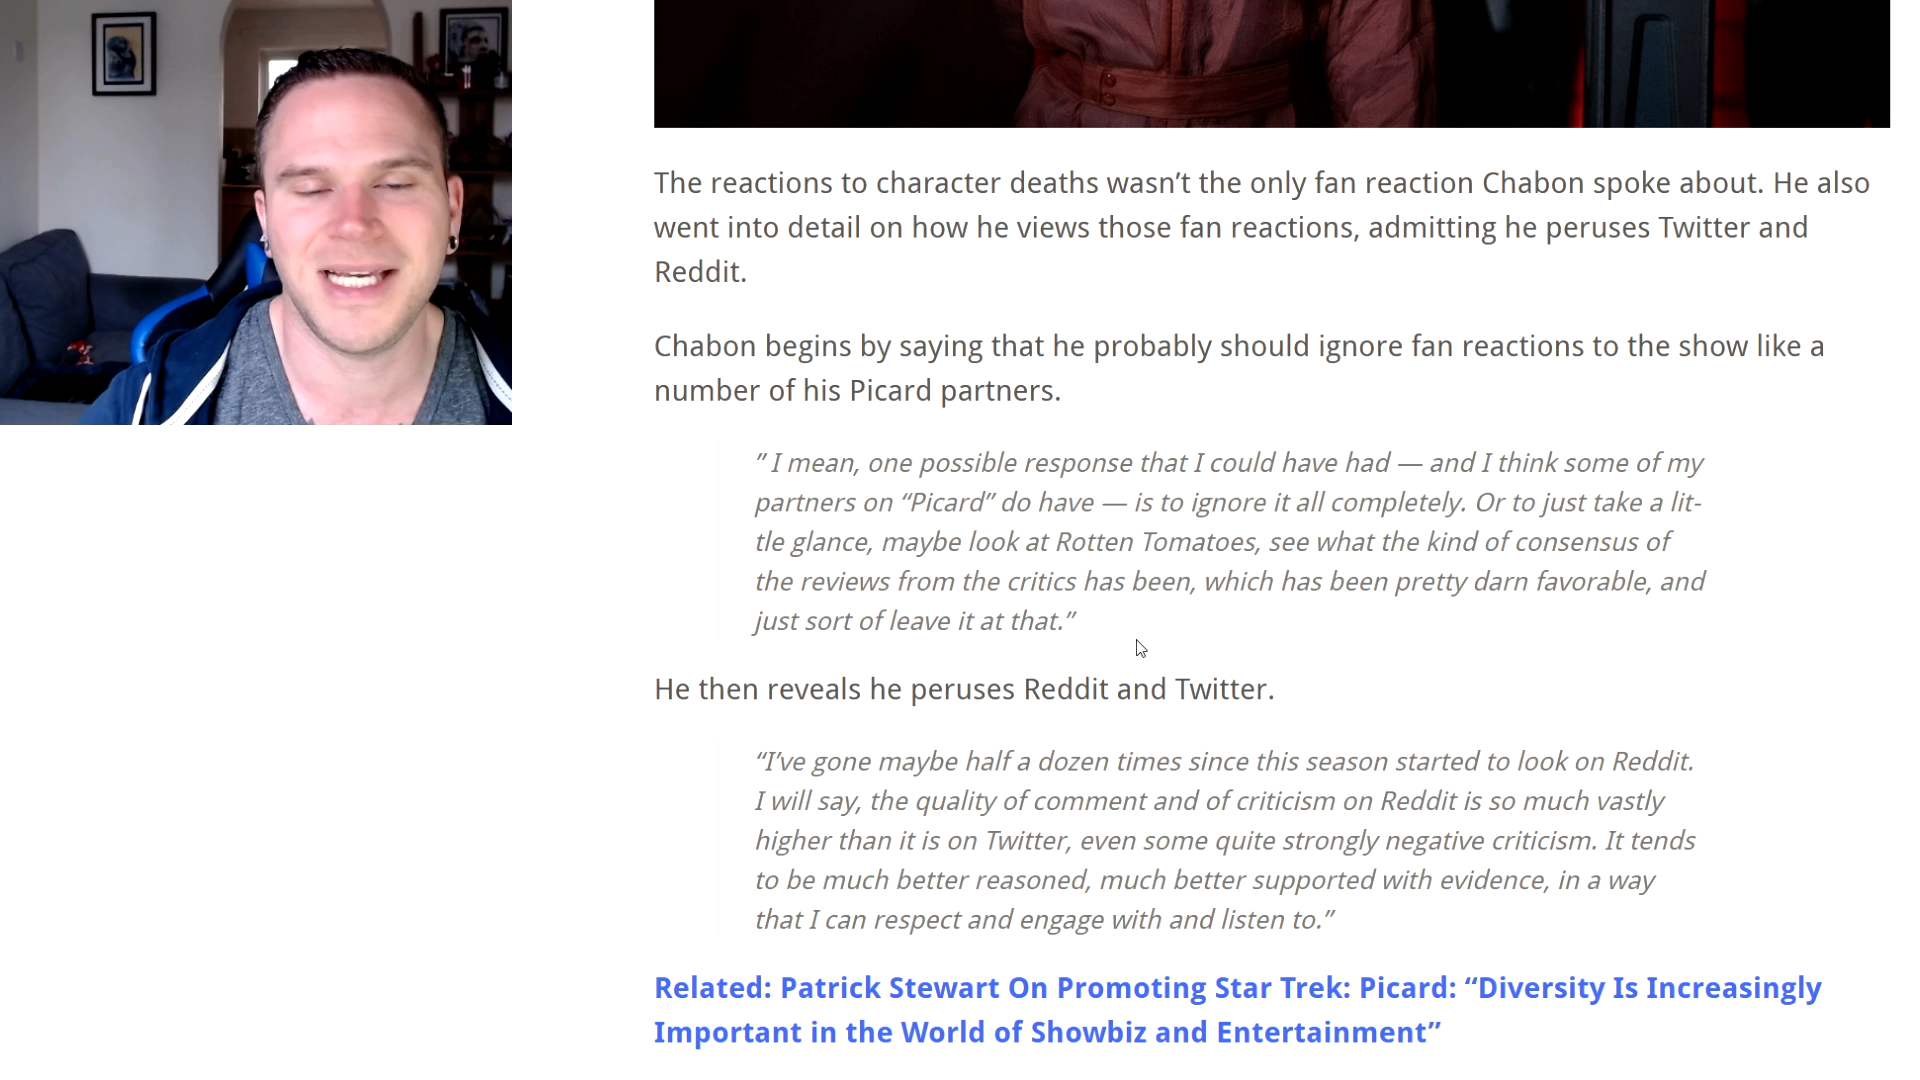 The reactions to character deaths wasn’t the only fan reaction Chabon spoke about. He also
went into detail on how he views those fan reactions, admitting he peruses Twitter and
Reddit.
Chabon begins by saying that he probably should ignore fan reactions to the show like a
number of his Picard partners.
” I mean, one possible response that I could have had — and I think some of my
partners on “Picard” do have — is to ignore it all completely. Or to just take a lit-
tle glance, maybe look at Rotten Tomatoes, see what the kind of consensus of
the reviews from the critics has been, which has been pretty darn favorable, and
just sort of leave it at that.”
He then reveals he peruses Reddit and Twitter.
“I’ve gone maybe half a dozen times since this season started to look on Reddit.
I will say, the quality of comment and of criticism on Reddit is so much vastly
higher than it is on Twitter, even some quite strongly negative criticism. It tends
to be much better reasoned, much better supported with evidence, in a way
that I can respect and engage with and listen to.”
Related: Patrick Stewart On Promoting Star Trek: Picard: “Diversity Is Increasingly
Important in the World of Showbiz and Entertainment”